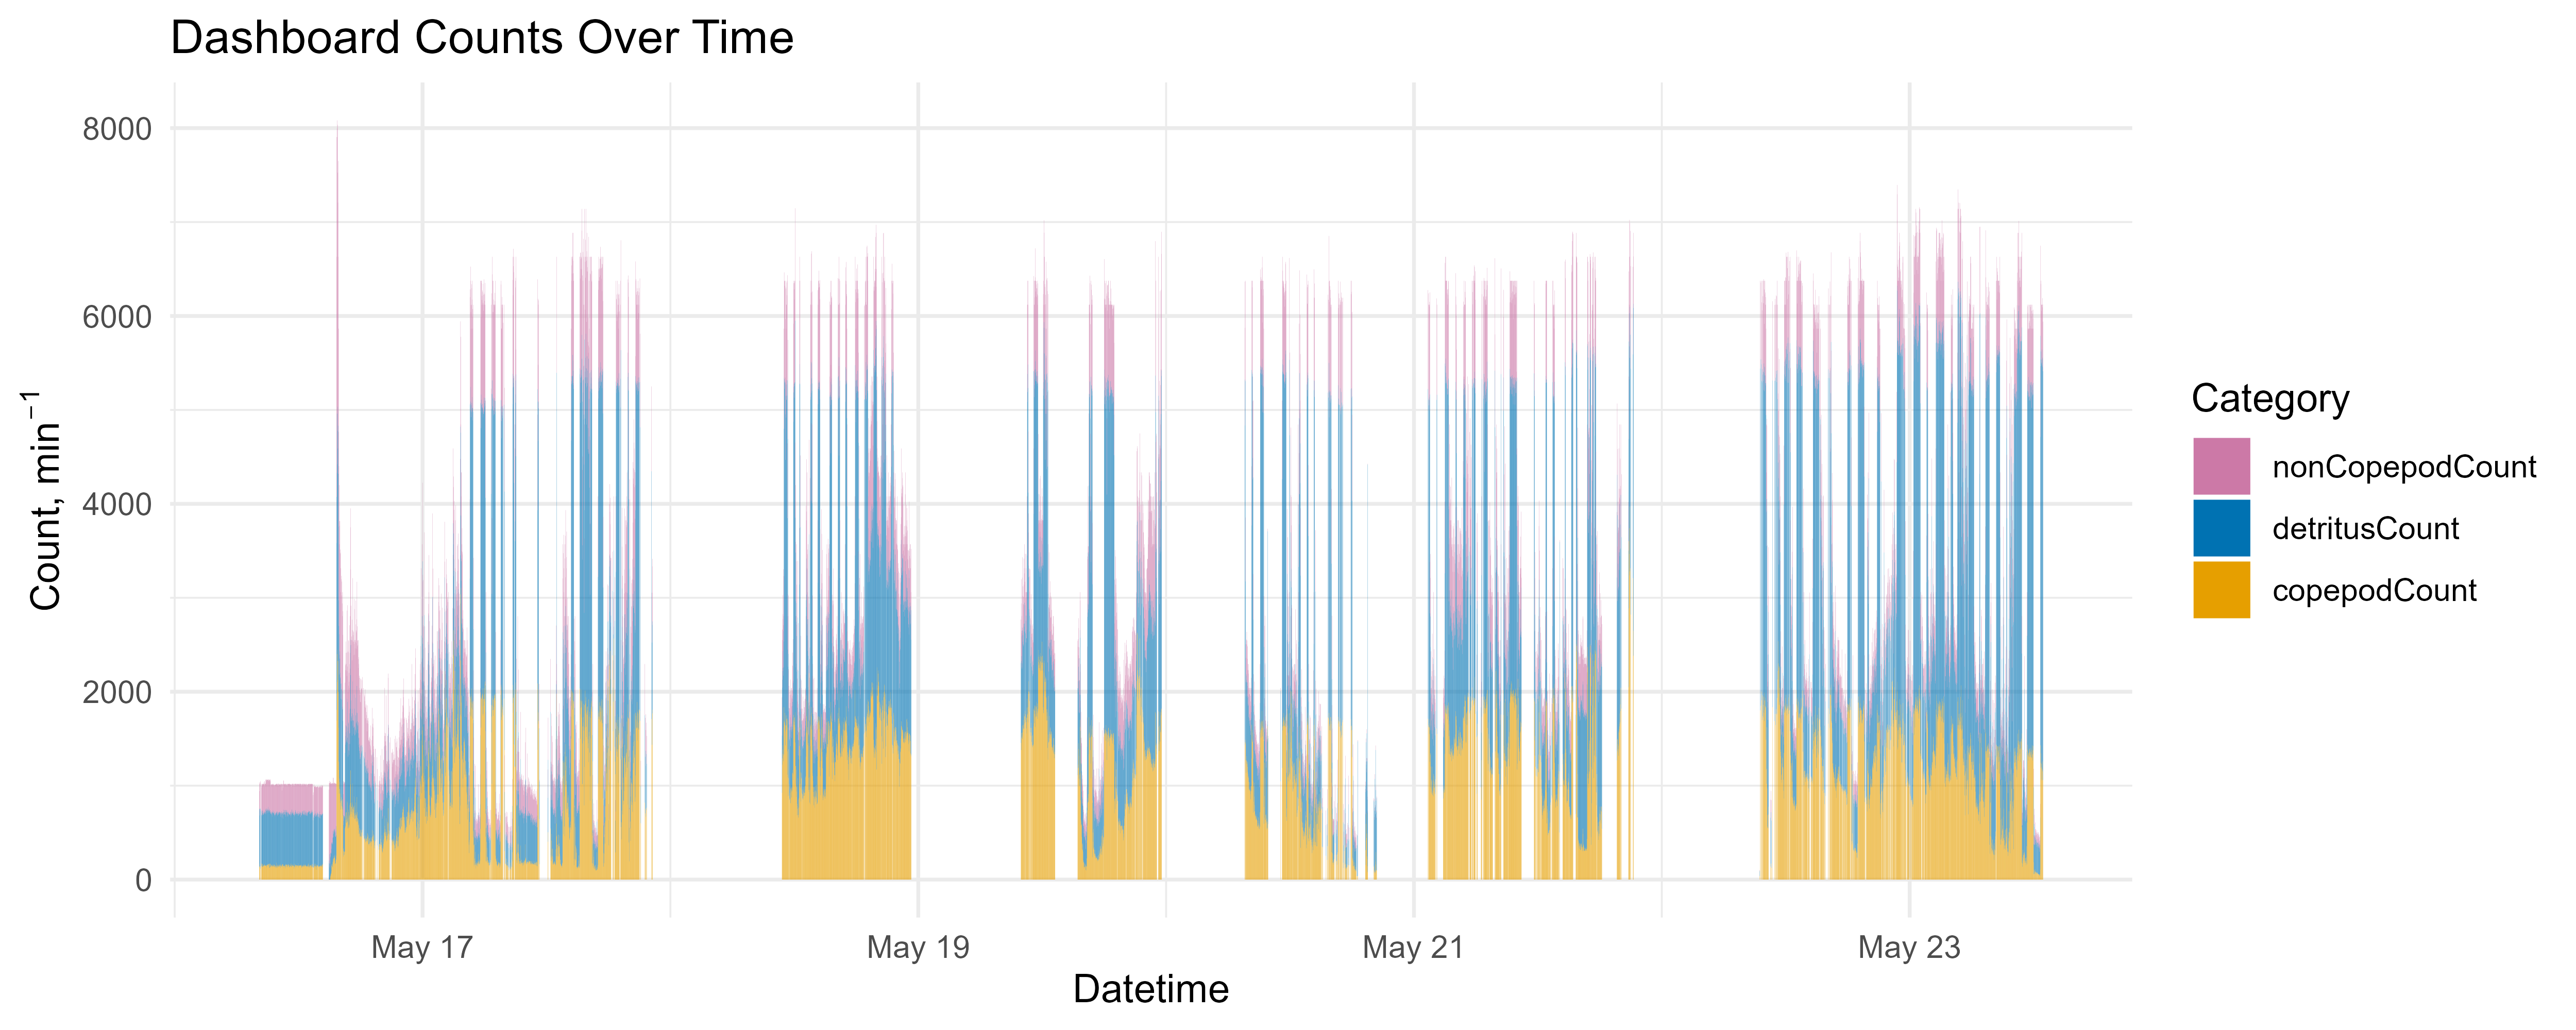 Dashboard Counts Over Time
8000
6000
4000
2000
0
Count, min⁻¹
May 17
May 19
May 21
May 23
Datetime
Category
nonCopepodCount
detritusCount
copepodCount